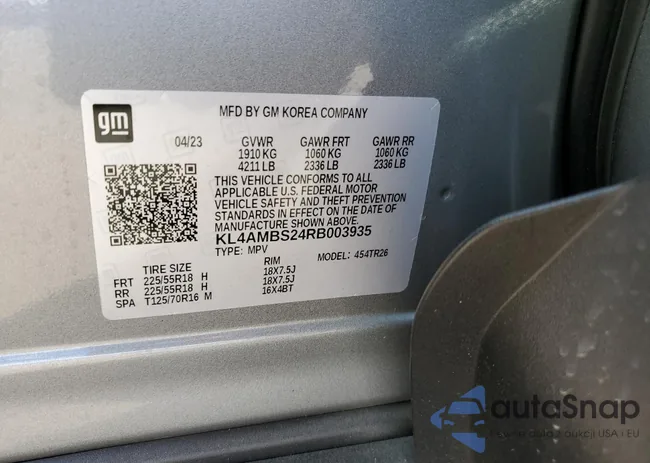 gm
MFD BY GM KOREA COMPANY
04/23 GVWR GAWR FRT GAWR RR
1910 KG 1060 KG 1060 KG
4211 LB 2336 LB 2336 LB
THIS VEHICLE CONFORMS TO ALL
APPLICABLE U.S. FEDERAL MOTOR
VEHICLE SAFETY AND THEFT PREVENTION
STANDARDS IN EFFECT ON THE DATE OF
MANUFACTURE SHOWN ABOVE.
KL4AMBS24RB003935
TYPE: MPV MODEL: 454TR26
TIRE SIZE RIM
FRT 225/55R18 H 18X7.5J
RR 225/55R18 H 18X7.5J
SPA T125/70R16 M 16X4BT
autoSnap
aukcji USA i EU